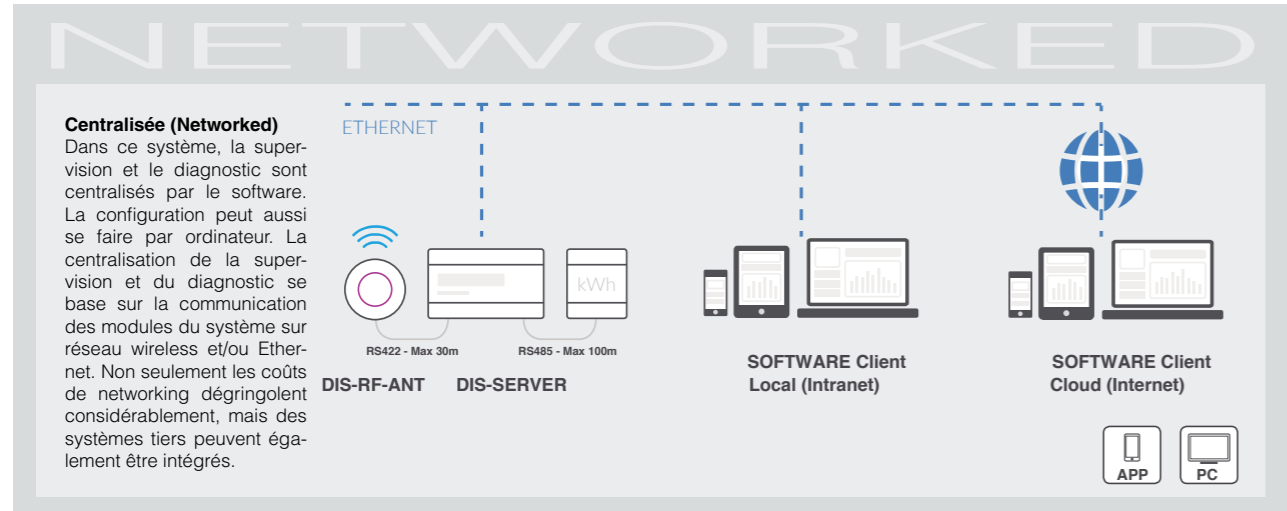 NETWORKED
Centralisée (Networked)
Dans ce système, la super-
vision et le diagnostic sont
centralisés par le software.
La configuration peut aussi
se faire par ordinateur. La
centralisation de la super-
vision et du diagnostic se
base sur la communication
des modules du système sur
réseau wireless et/ou Ether-
net. Non seulement les coûts
de networking dégringolent
considérablement, mais des
systèmes tiers peuvent éga-
lement être intégrés.
ETHERNET
kWh
RS422 - Max 30m
RS485 - Max 100m
DIS-RF-ANT
DIS-SERVER
SOFTWARE Client
Local (Intranet)
SOFTWARE Client
Cloud (Internet)
APP
PC